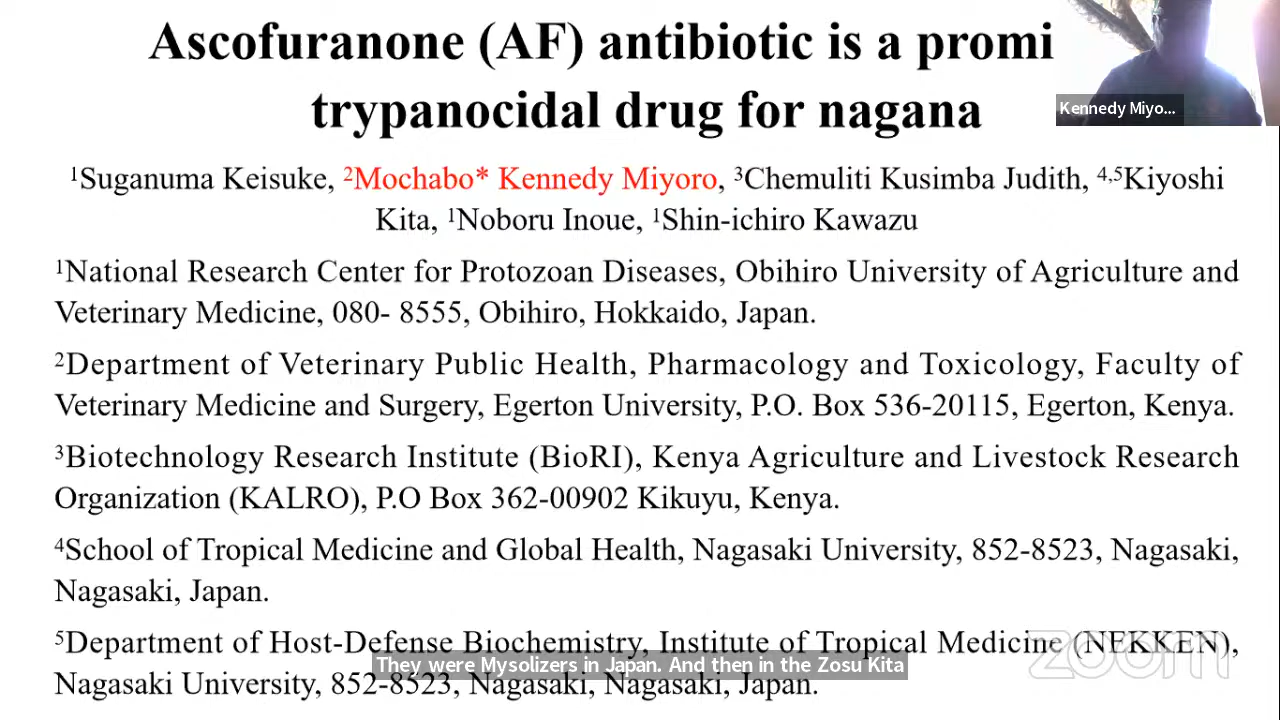 Ascofuranone (AF) antibiotic is a promi
trypanocidal drug for nagana
Kennedy Miyo...
¹Suganuma Keisuke, ²Mochabo* Kennedy Miyoro, ³Chemuliti Kusimba Judith, ⁴,⁵Kiyoshi
Kita, ¹Noboru Inoue, ¹Shin-ichiro Kawazu
¹National Research Center for Protozoan Diseases, Obihiro University of Agriculture and
Veterinary Medicine, 080- 8555, Obihiro, Hokkaido, Japan.
²Department of Veterinary Public Health, Pharmacology and Toxicology, Faculty of
Veterinary Medicine and Surgery, Egerton University, P.O. Box 536-20115, Egerton, Kenya.
³Biotechnology Research Institute (BioRI), Kenya Agriculture and Livestock Research
Organization (KALRO), P.O Box 362-00902 Kikuyu, Kenya.
⁴School of Tropical Medicine and Global Health, Nagasaki University, 852-8523, Nagasaki,
Nagasaki, Japan.
⁵Department of Host-Defense Biochemistry, Institute of Tropical Medicine (NEKKEN),
They were Mysolizers in Japan. And then in the Zosu Kita
Nagasaki University, 852-8523, Nagasaki, Nagasaki, Japan.
zoom